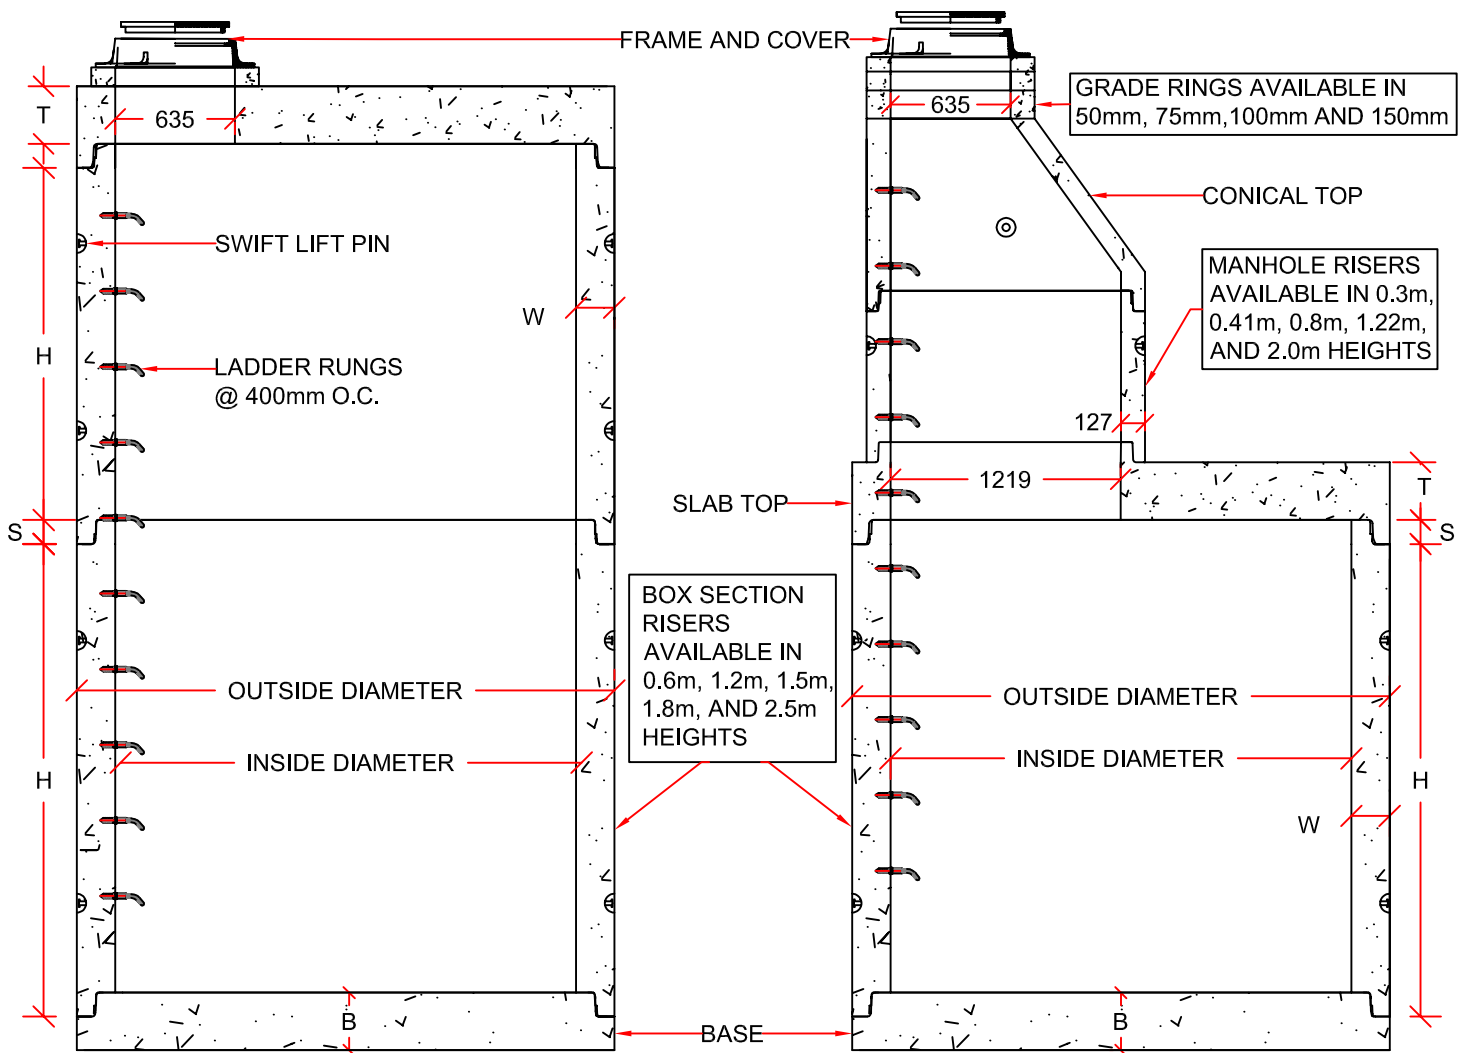 FRAME AND COVER
T
635
SWIFT LIFT PIN
W
H
LADDER RUNGS
@ 400mm O.C.
S
OUTSIDE DIAMETER
INSIDE DIAMETER
H
B
635
GRADE RINGS AVAILABLE IN
50mm, 75mm,100mm AND 150mm
CONICAL TOP
MANHOLE RISERS
AVAILABLE IN 0.3m,
0.41m, 0.8m, 1.22m,
AND 2.0m HEIGHTS
127
1219
SLAB TOP
T
S
BOX SECTION
RISERS
AVAILABLE IN
0.6m, 1.2m, 1.5m,
1.8m, AND 2.5m
HEIGHTS
OUTSIDE DIAMETER
INSIDE DIAMETER
H
W
B
BASE